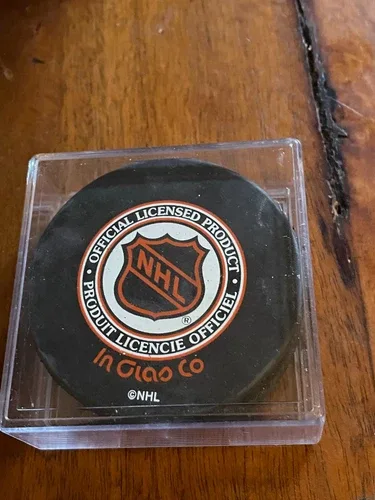 OFFICIAL LICENSED PRODUCT
NHL
®
• PRODUIT LICENCIE OFFICIEL •
In Glas Co
©NHL